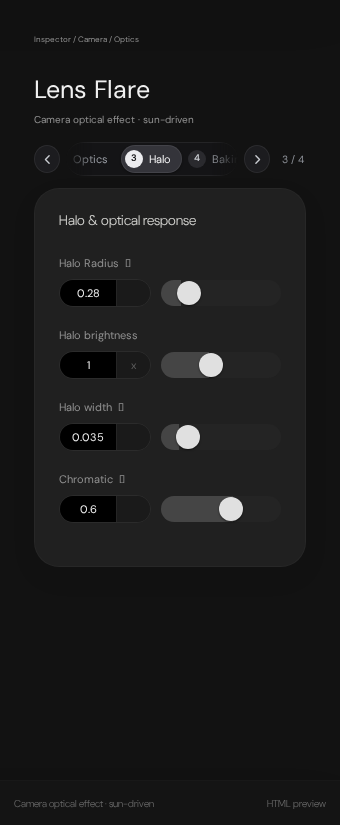 Inspector / Camera / Optics
Lens Flare
Camera optical effect · sun-driven
Optics 3 Halo 4 3 / 4
Halo & optical response
Halo Radius
0.28
Halo brightness
1 x
Halo width
0.035
Chromatic
0.6
Camera optical effect · sun-driven HTML preview